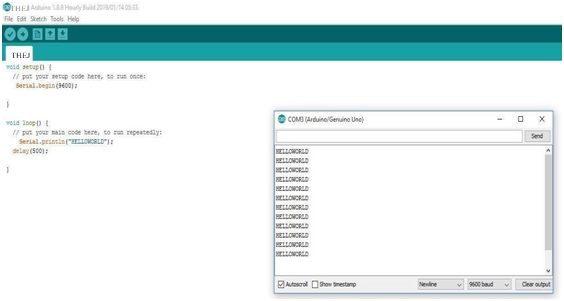 THEJ Arduino 1.8.8 Hourly Build 2018/01/14 05:33
File Edit Sketch Tools Help
THEJ
void setup() {
// put your setup code here, to run once:
Serial.begin(9600);
}
void loop() {
// put your main code here, to run repeatedly:
Serial.println("HELLOWORLD");
delay(500);
}
COM3 (Arduino/Genuino Uno)
Send
HELLOWORLD
HELLOWORLD
HELLOWORLD
HELLOWORLD
HELLOWORLD
HELLOWORLD
HELLOWORLD
HELLOWORLD
HELLOWORLD
HELLOWORLD
HELLOWORLD
HELLOWORLD
Autoscroll Show timestamp Newline 9600 baud Clear output